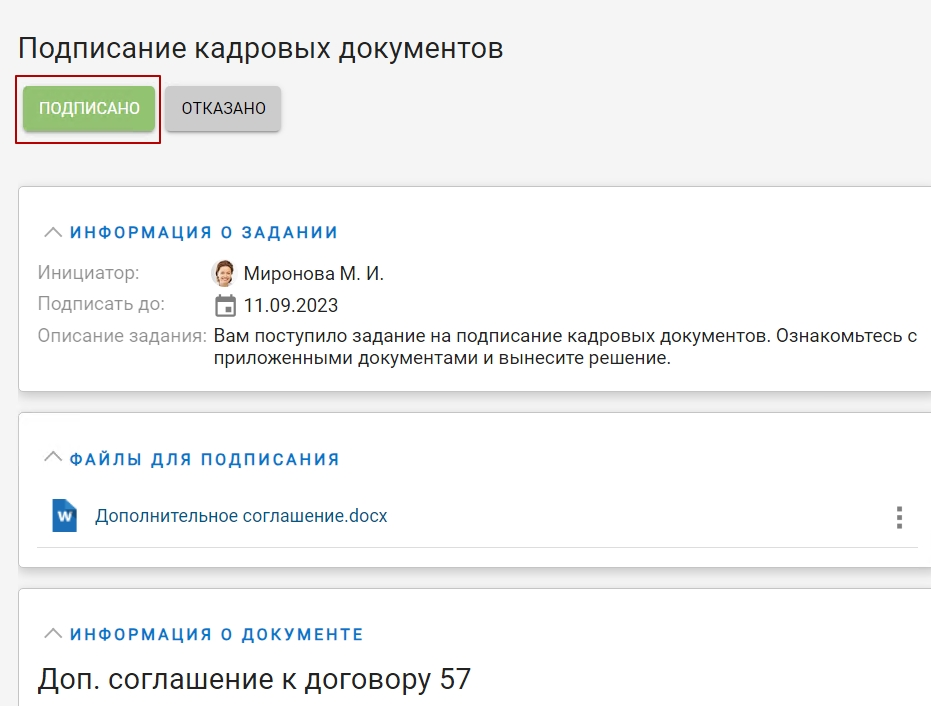 Подписание кадровых документов
ПОДПИСАНО ОТКАЗАНО
ИНФОРМАЦИЯ О ЗАДАНИИ
Инициатор: Миронова М. И.
Подписать до: 11.09.2023
Описание задания: Вам поступило задание на подписание кадровых документов. Ознакомьтесь с
приложенными документами и вынесите решение.
ФАЙЛЫ ДЛЯ ПОДПИСАНИЯ
W Дополнительное соглашение.docx
ИНФОРМАЦИЯ О ДОКУМЕНТЕ
Доп. соглашение к договору 57